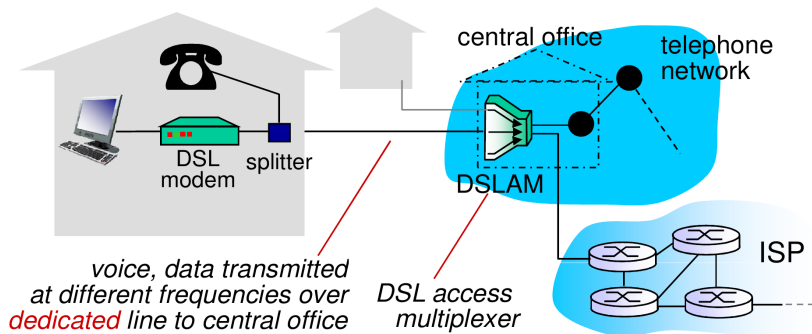 central office
telephone
network
DSL
modem
splitter
DSLAM
ISP
voice, data transmitted
at different frequencies over
dedicated line to central office
DSL access
multiplexer